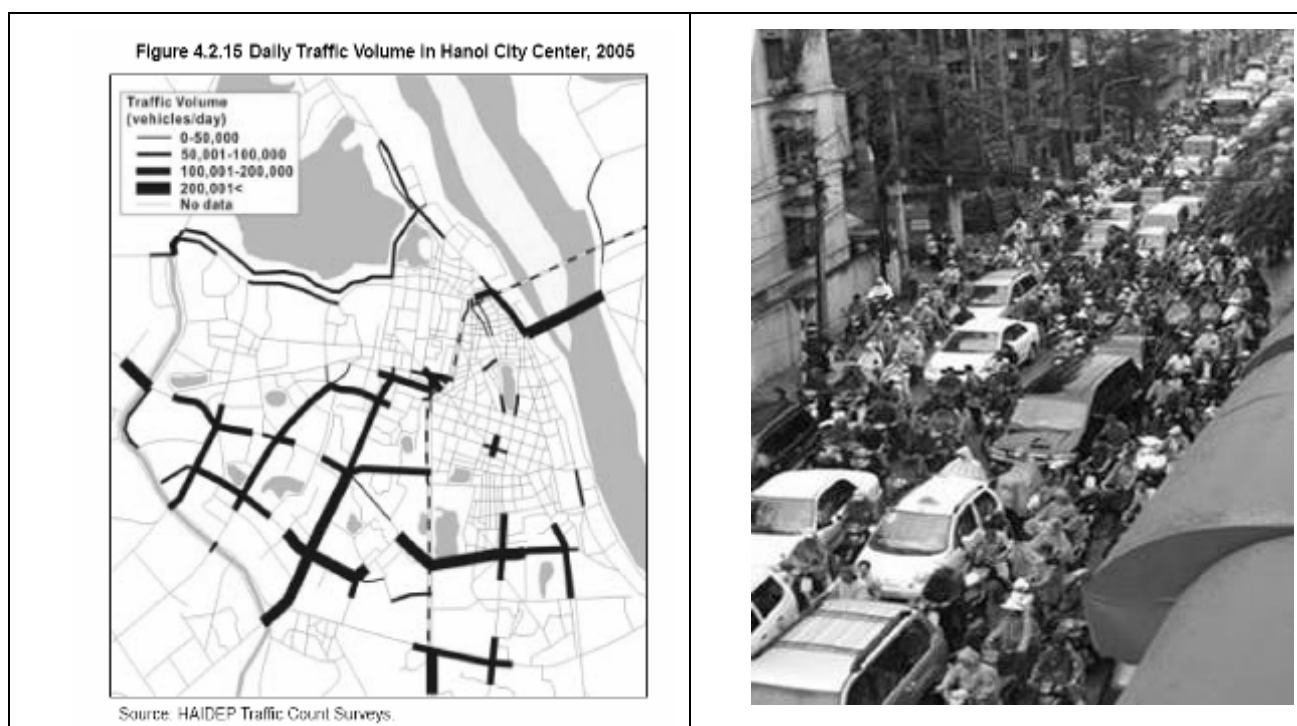 Figure 4.2.15 Daily Traffic Volume in Hanoi City Center, 2005
Traffic Volume
(vehicles/day)
0-50,000
50,001-100,000
100,001-200,000
200,001<
No data
Source: HAIDEP Traffic Count Surveys.